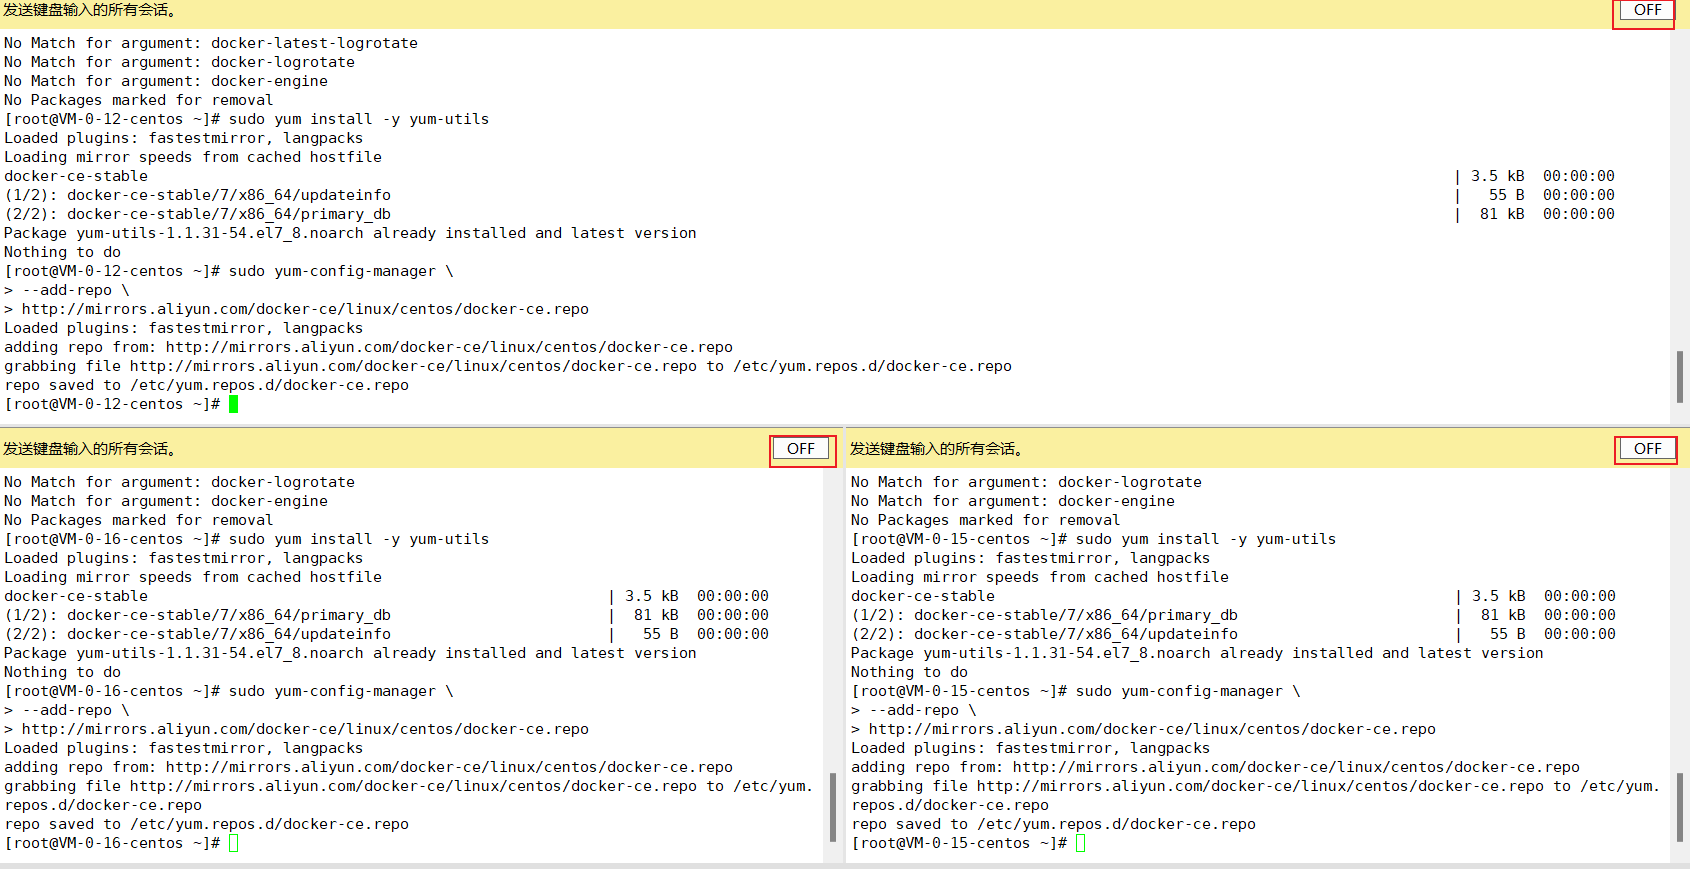 发送键盘输入的所有会话。 OFF
No Match for argument: docker-latest-logrotate
No Match for argument: docker-logrotate
No Match for argument: docker-engine
No Packages marked for removal
[root@VM-0-12-centos ~]# sudo yum install -y yum-utils
Loaded plugins: fastestmirror, langpacks
Loading mirror speeds from cached hostfile
docker-ce-stable | 3.5 kB 00:00:00
(1/2): docker-ce-stable/7/x86_64/updateinfo | 55 B 00:00:00
(2/2): docker-ce-stable/7/x86_64/primary_db | 81 kB 00:00:00
Package yum-utils-1.1.31-54.el7_8.noarch already installed and latest version
Nothing to do
[root@VM-0-12-centos ~]# sudo yum-config-manager \
> --add-repo \
> http://mirrors.aliyun.com/docker-ce/linux/centos/docker-ce.repo
Loaded plugins: fastestmirror, langpacks
adding repo from: http://mirrors.aliyun.com/docker-ce/linux/centos/docker-ce.repo
grabbing file http://mirrors.aliyun.com/docker-ce/linux/centos/docker-ce.repo to /etc/yum.repos.d/docker-ce.repo
repo saved to /etc/yum.repos.d/docker-ce.repo
[root@VM-0-12-centos ~]#
发送键盘输入的所有会话。 OFF
No Match for argument: docker-logrotate
No Match for argument: docker-engine
No Packages marked for removal
[root@VM-0-16-centos ~]# sudo yum install -y yum-utils
Loaded plugins: fastestmirror, langpacks
Loading mirror speeds from cached hostfile
docker-ce-stable | 3.5 kB 00:00:00
(1/2): docker-ce-stable/7/x86_64/primary_db | 81 kB 00:00:00
(2/2): docker-ce-stable/7/x86_64/updateinfo | 55 B 00:00:00
Package yum-utils-1.1.31-54.el7_8.noarch already installed and latest version
Nothing to do
[root@VM-0-16-centos ~]# sudo yum-config-manager \
> --add-repo \
> http://mirrors.aliyun.com/docker-ce/linux/centos/docker-ce.repo
Loaded plugins: fastestmirror, langpacks
adding repo from: http://mirrors.aliyun.com/docker-ce/linux/centos/docker-ce.repo
grabbing file http://mirrors.aliyun.com/docker-ce/linux/centos/docker-ce.repo to /etc/yum.
repos.d/docker-ce.repo
repo saved to /etc/yum.repos.d/docker-ce.repo
[root@VM-0-16-centos ~]#
发送键盘输入的所有会话。 OFF
No Match for argument: docker-logrotate
No Match for argument: docker-engine
No Packages marked for removal
[root@VM-0-15-centos ~]# sudo yum install -y yum-utils
Loaded plugins: fastestmirror, langpacks
Loading mirror speeds from cached hostfile
docker-ce-stable | 3.5 kB 00:00:00
(1/2): docker-ce-stable/7/x86_64/primary_db | 81 kB 00:00:00
(2/2): docker-ce-stable/7/x86_64/updateinfo | 55 B 00:00:00
Package yum-utils-1.1.31-54.el7_8.noarch already installed and latest version
Nothing to do
[root@VM-0-15-centos ~]# sudo yum-config-manager \
> --add-repo \
> http://mirrors.aliyun.com/docker-ce/linux/centos/docker-ce.repo
Loaded plugins: fastestmirror, langpacks
adding repo from: http://mirrors.aliyun.com/docker-ce/linux/centos/docker-ce.repo
grabbing file http://mirrors.aliyun.com/docker-ce/linux/centos/docker-ce.repo to /etc/yum.
repos.d/docker-ce.repo
repo saved to /etc/yum.repos.d/docker-ce.repo
[root@VM-0-15-centos ~]#